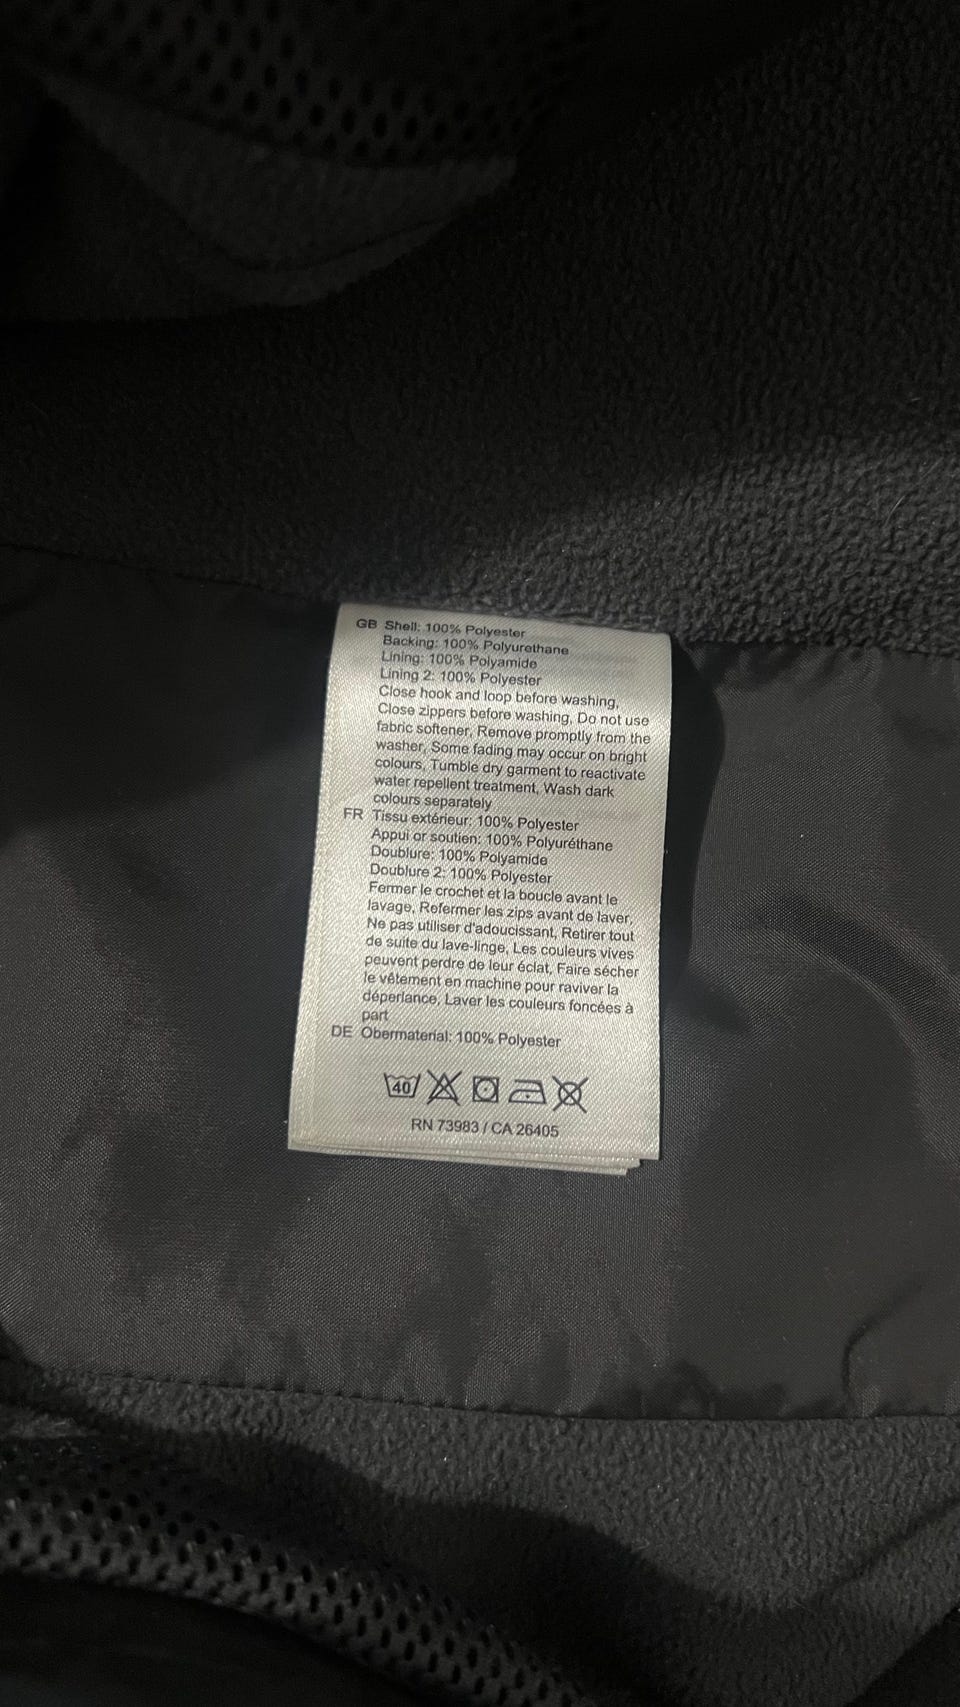 GB Shell: 100% Polyester
Backing: 100% Polyurethane
Lining: 100% Polyamide
Lining 2: 100% Polyester
Close hook and loop before washing,
Close zippers before washing, Do not use
fabric softener, Remove promptly from the
washer, Some fading may occur on bright
colours, Tumble dry garment to reactivate
water repellent treatment, Wash dark
colours separately
FR Tissu extérieur: 100% Polyester
Appui or soutien: 100% Polyuréthane
Doublure: 100% Polyamide
Doublure 2: 100% Polyester
Fermer le crochet et la boucle avant le
lavage, Refermer les zips avant de laver,
Ne pas utiliser d'adoucissant, Retirer tout
de suite du lave-linge, Les couleurs vives
peuvent perdre de leur éclat, Faire sécher
le vêtement en machine pour raviver la
déperlance, Laver les couleurs foncées à
part
DE Obermaterial: 100% Polyester
40
RN 73983 / CA 26405